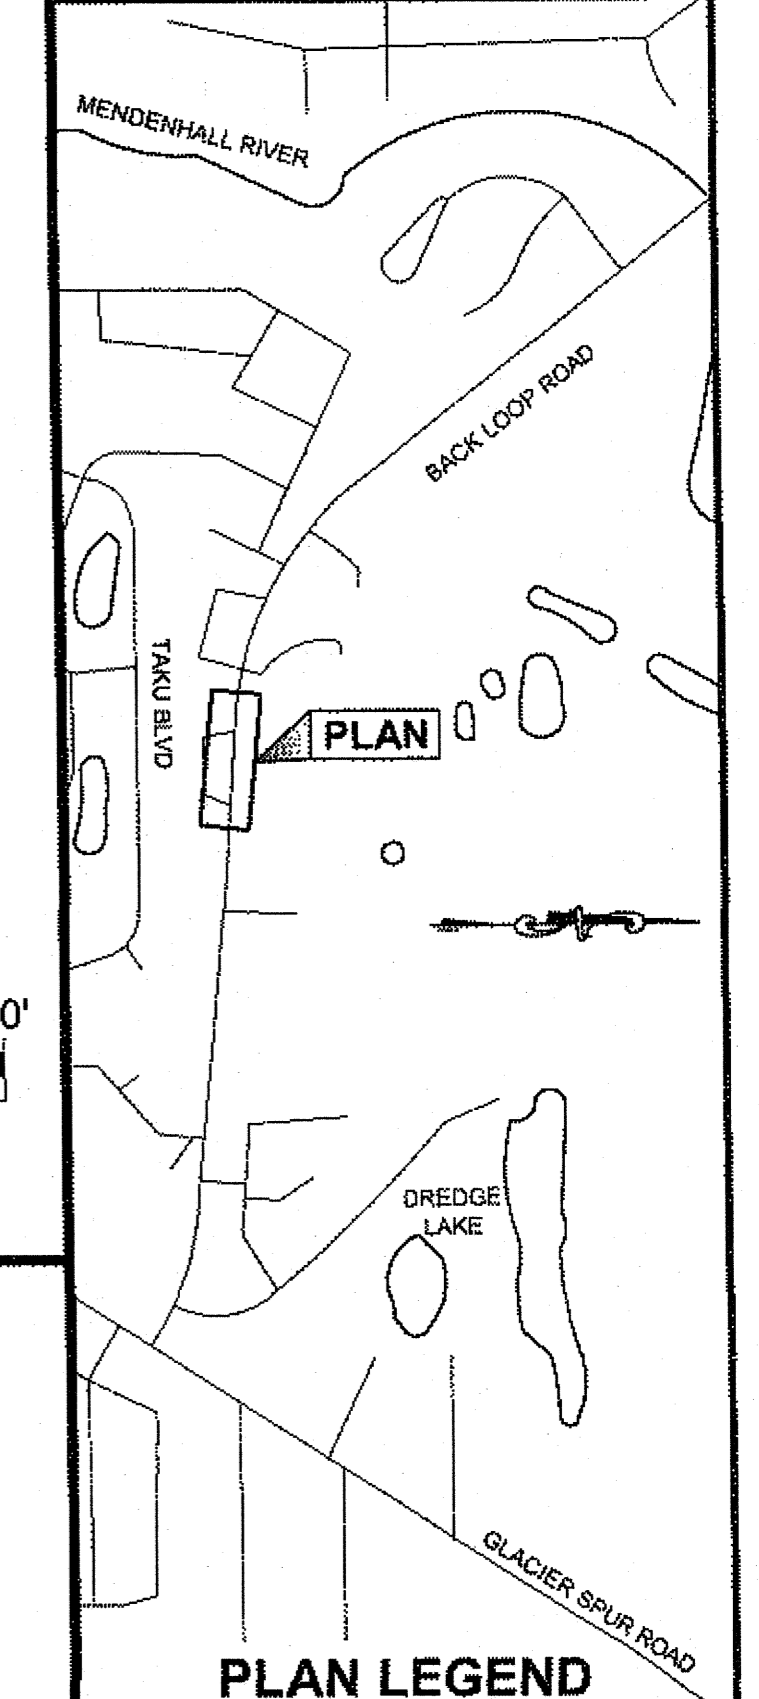 MENDENHALL RIVER
BACK LOOP ROAD
TAKU BLVD
PLAN
0'
DREDGE
LAKE
GLACIER SPUR ROAD
PLAN LEGEND